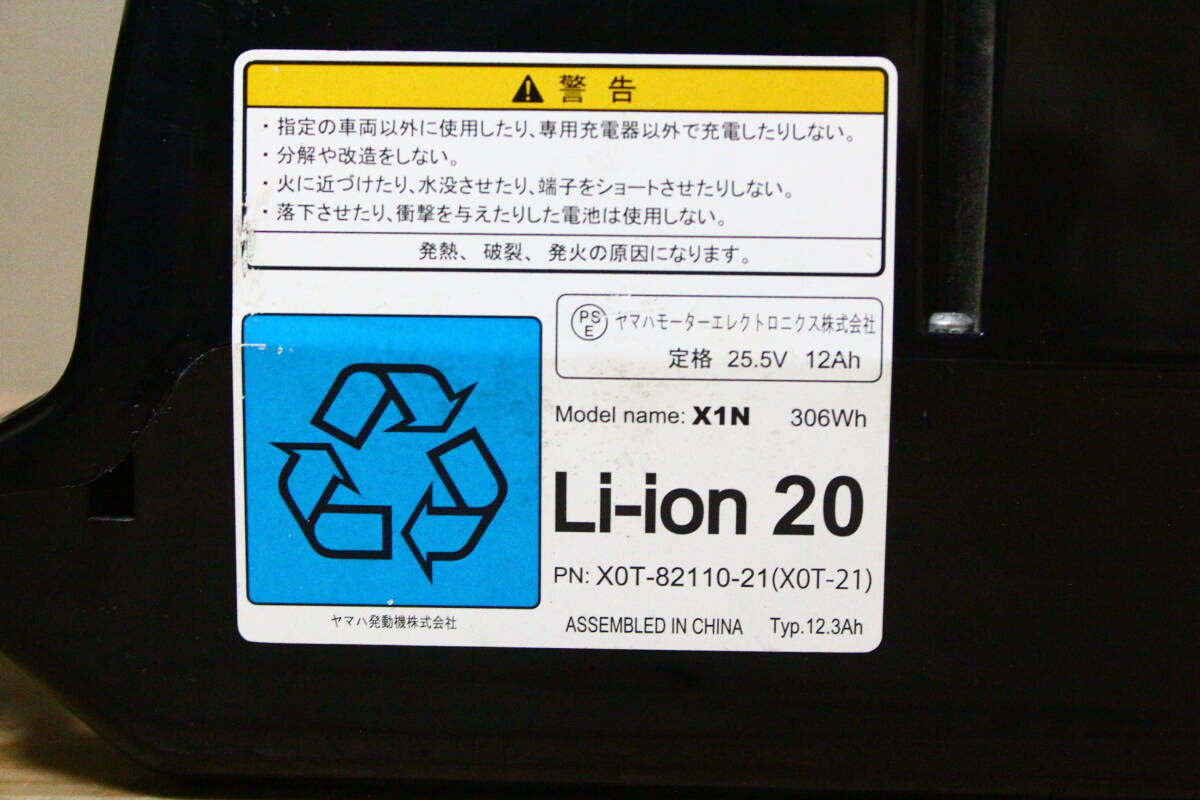 警告
・指定の車両以外に使用したり、専用充電器以外で充電したりしない。
・分解や改造をしない。
・火に近づけたり、水没させたり、端子をショートさせたりしない。
・落下させたり、衝撃を与えたりした電池は使用しない。
発熱、破裂、発火の原因になります。
PSE ヤマハモーターエレクトロニクス株式会社
定格 25.5V 12Ah
Model name: X1N 306Wh
Li-ion 20
PN: X0T-82110-21(X0T-21)
ヤマハ発動機株式会社
ASSEMBLED IN CHINA Typ.12.3Ah